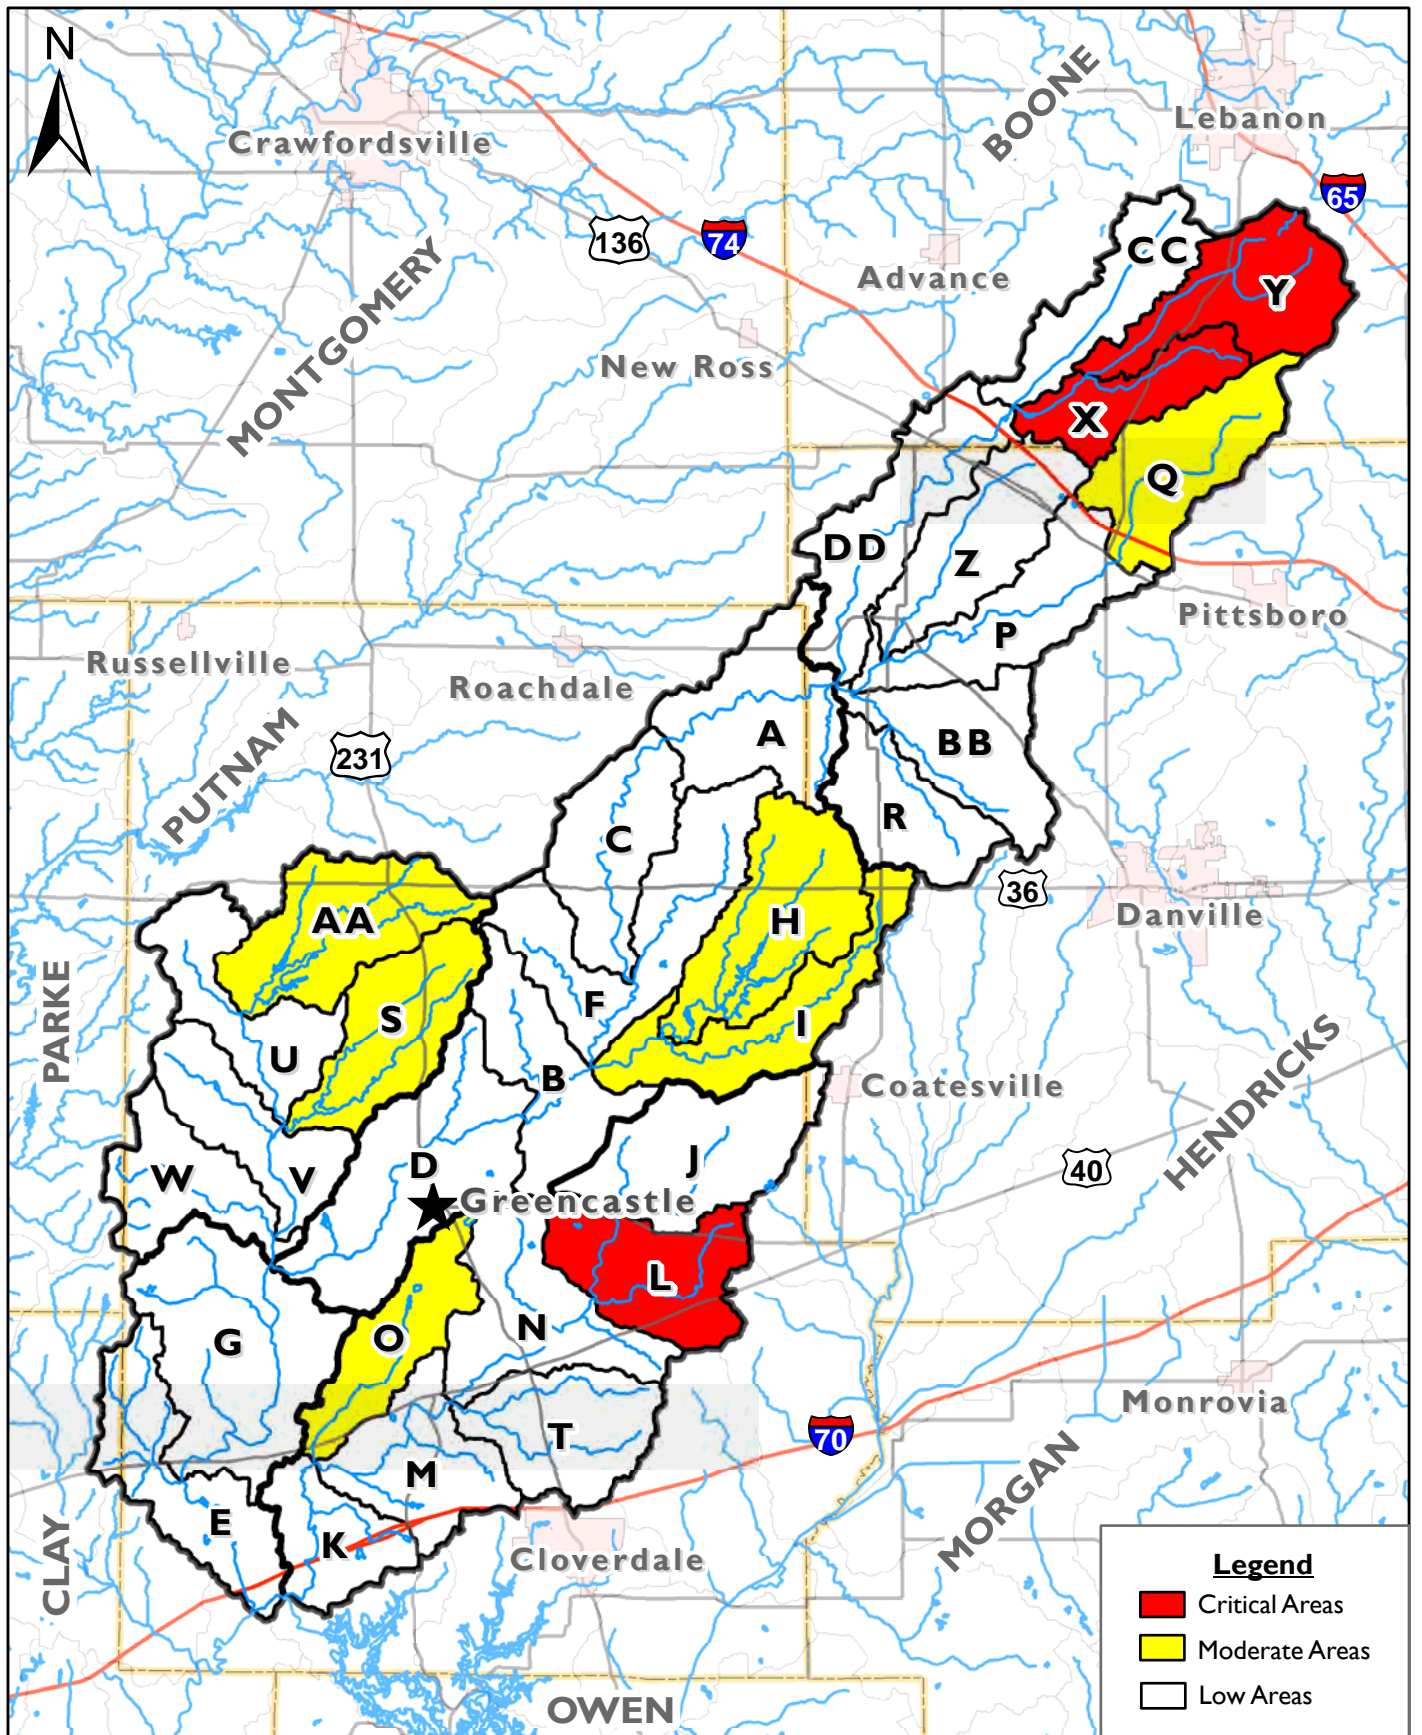 N
Crawfordsville
BOONE
Lebanon
65
136
74
CC
Advance
MONTGOMERY
Y
New Ross
X
Q
DD
Z
Pittsboro
P
Russellville
Roachdale
PUTNAM
231
A
BB
R
C
36
Danville
AA
H
PARKE
F
S
I
U
HENDRICKS
B
Coatesville
J
D
40
W
V
Greencastle
L
N
O
G
Monrovia
70
T
M
MORGAN
E
K
CLAY
Cloverdale
Legend
Critical Areas
Moderate Areas
Low Areas
OWEN